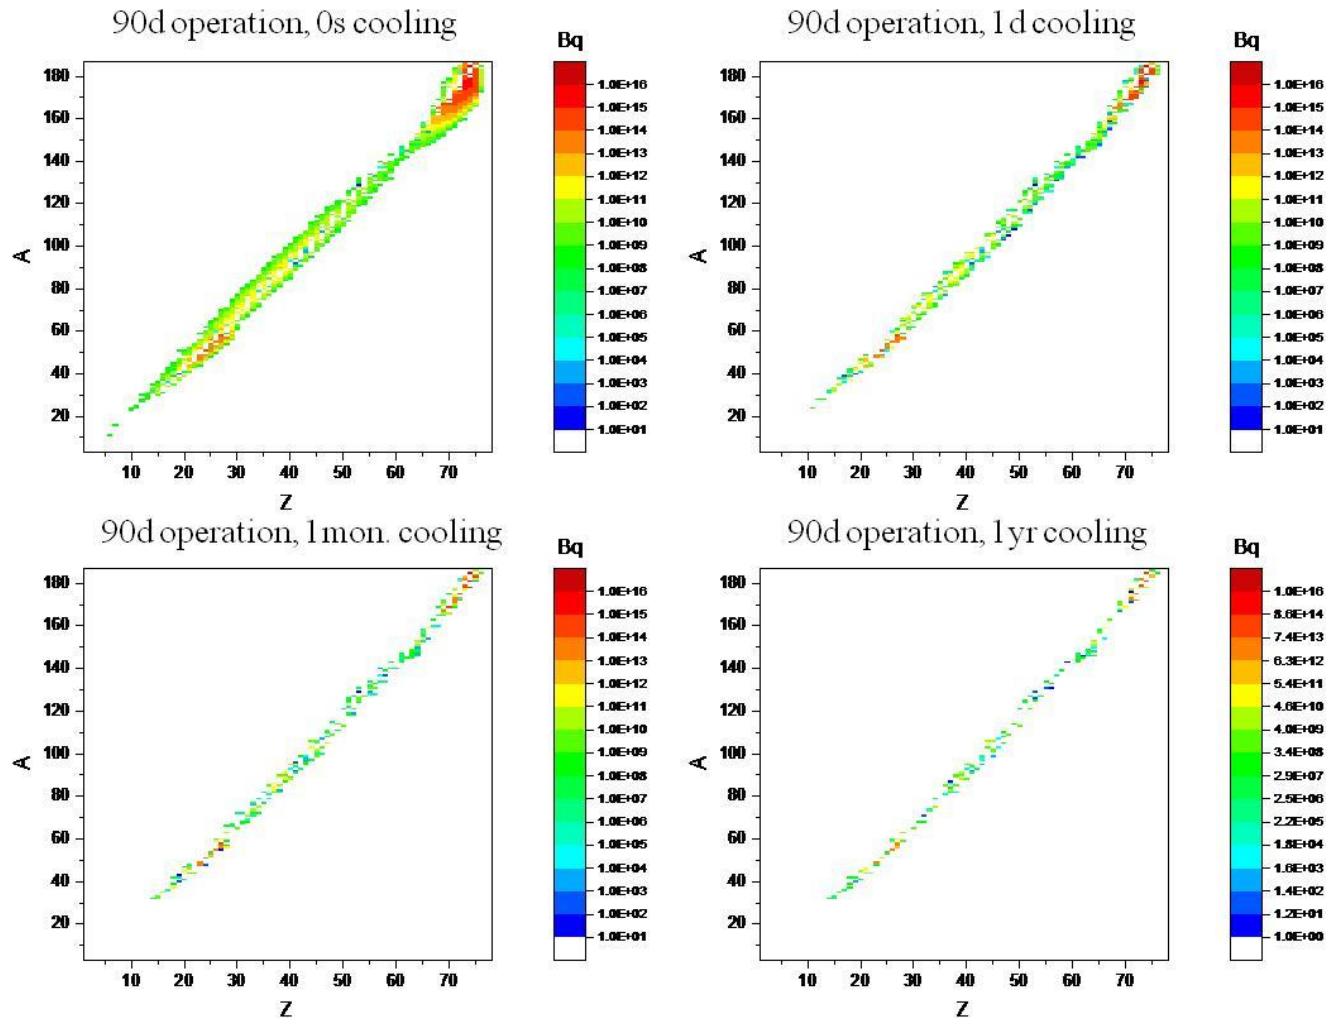 90d operation, 0s cooling
Bq
180
160
140
120
100
80
60
40
20
A
10 20 30 40 50 60 70
Z
1.0E+16
1.0E+15
1.0E+14
1.0E+13
1.0E+12
1.0E+11
1.0E+10
1.0E+09
1.0E+08
1.0E+07
1.0E+06
1.0E+05
1.0E+04
1.0E+03
1.0E+02
1.0E+01
90d operation, 1d cooling
Bq
180
160
140
120
100
80
60
40
20
A
10 20 30 40 50 60 70
Z
1.0E+16
1.0E+15
1.0E+14
1.0E+13
1.0E+12
1.0E+11
1.0E+10
1.0E+09
1.0E+08
1.0E+07
1.0E+06
1.0E+05
1.0E+04
1.0E+03
1.0E+02
1.0E+01
90d operation, 1mon. cooling
Bq
180
160
140
120
100
80
60
40
20
A
10 20 30 40 50 60 70
Z
1.0E+16
1.0E+15
1.0E+14
1.0E+13
1.0E+12
1.0E+11
1.0E+10
1.0E+09
1.0E+08
1.0E+07
1.0E+06
1.0E+05
1.0E+04
1.0E+03
1.0E+02
1.0E+01
90d operation, 1yr cooling
Bq
180
160
140
120
100
80
60
40
20
A
10 20 30 40 50 60 70
Z
1.0E+16
8.6E+14
7.4E+13
6.3E+12
5.4E+11
4.6E+10
4.0E+09
3.4E+08
2.9E+07
2.5E+06
2.2E+05
1.8E+04
1.6E+03
1.4E+02
1.2E+01
1.0E+00